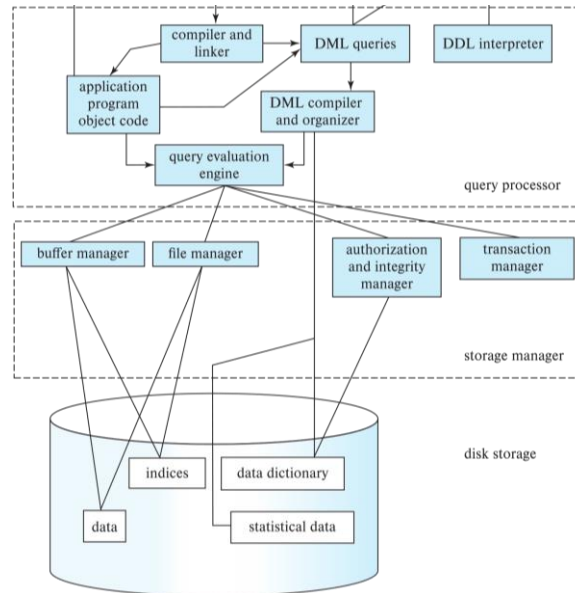 compiler and
linker
DML queries
DDL interpreter
application
program
object code
DML compiler
and organizer
query evaluation
engine
query processor
buffer manager
file manager
authorization
and integrity
manager
transaction
manager
storage manager
disk storage
indices
data dictionary
data
statistical data